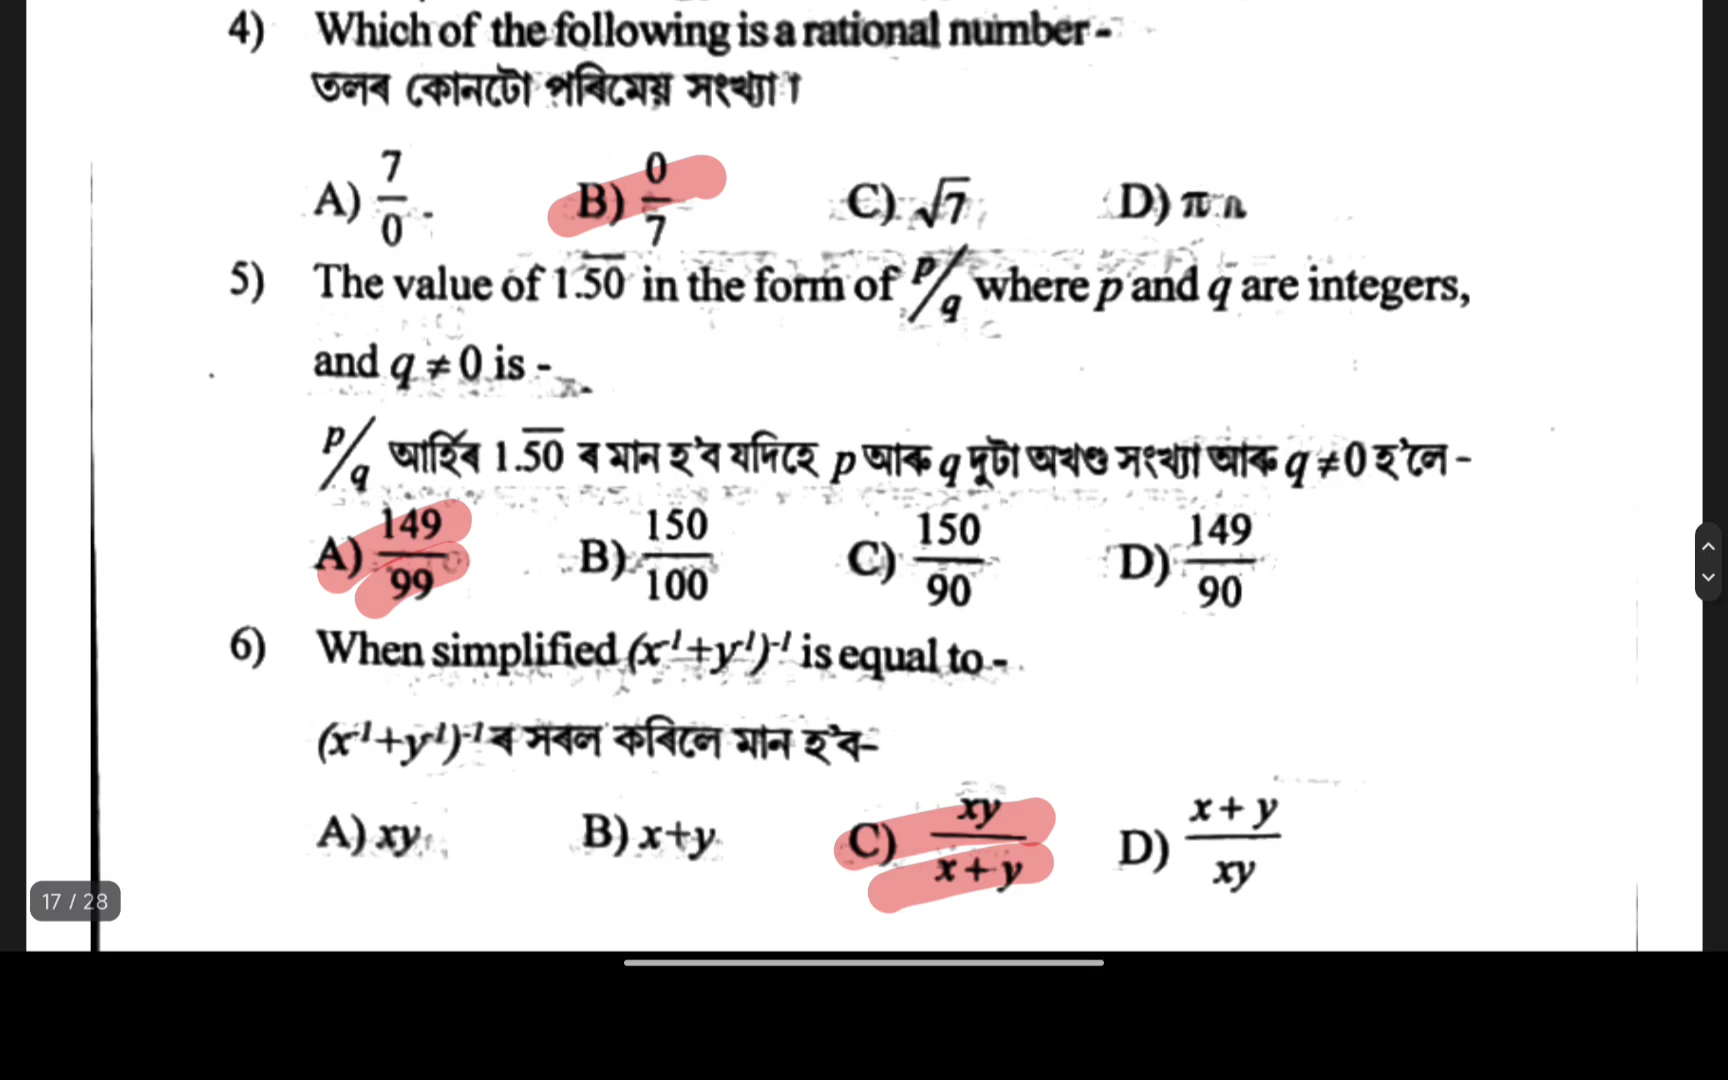 4) Which of the following is a rational number -
তলৰ কোনটো পৰিমেয় সংখ্যা।
A) 7/0 B) 0/7 C) √7 D) π
5) The value of 1.5̅0̅ in the form of p/q where p and q are integers,
and q ≠ 0 is -
p/q আৰ্হিৰ 1.5̅0̅ ৰ মান হ'ব যদিহে p আৰু q দুটা অখণ্ড সংখ্যা আৰু q ≠ 0 হ'লে -
A) 149/99 B) 150/100 C) 150/90 D) 149/90
6) When simplified (x⁻¹+y⁻¹)⁻¹ is equal to -
(x⁻¹+y⁻¹)⁻¹ ৰ সৰল কৰিলে মান হ'ব-
A) xy B) x+y C) xy/x+y D) x+y/xy
17 / 28